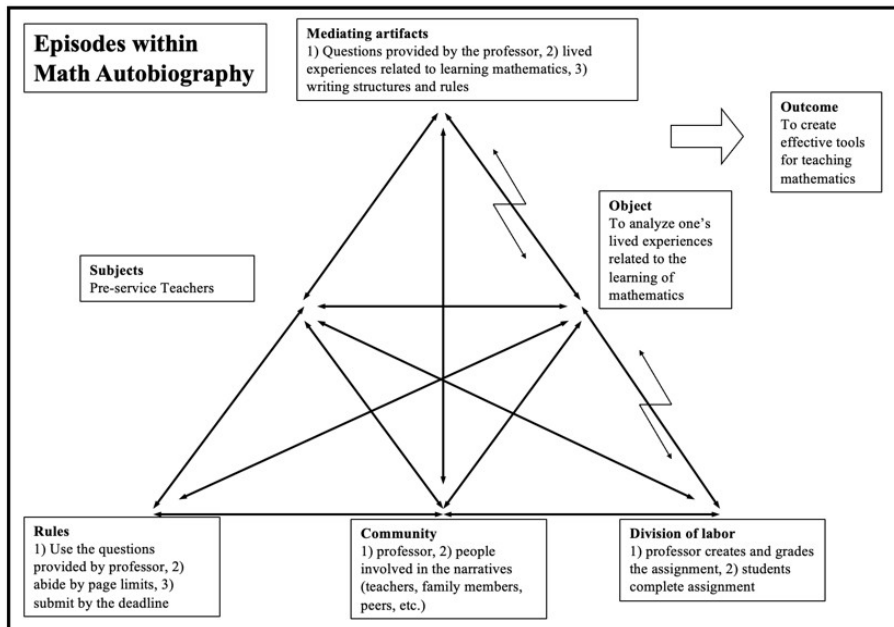 Episodes within
Math Autobiography
Mediating artifacts
1) Questions provided by the professor, 2) lived
experiences related to learning mathematics, 3)
writing structures and rules
Outcome
To create
effective tools
for teaching
mathematics
Object
To analyze one’s
lived experiences
related to the
learning of
mathematics
Subjects
Pre-service Teachers
Rules
1) Use the questions
provided by professor, 2)
abide by page limits, 3)
submit by the deadline
Community
1) professor, 2) people
involved in the narratives
(teachers, family members,
peers, etc.)
Division of labor
1) professor creates and grades
the assignment, 2) students
complete assignment